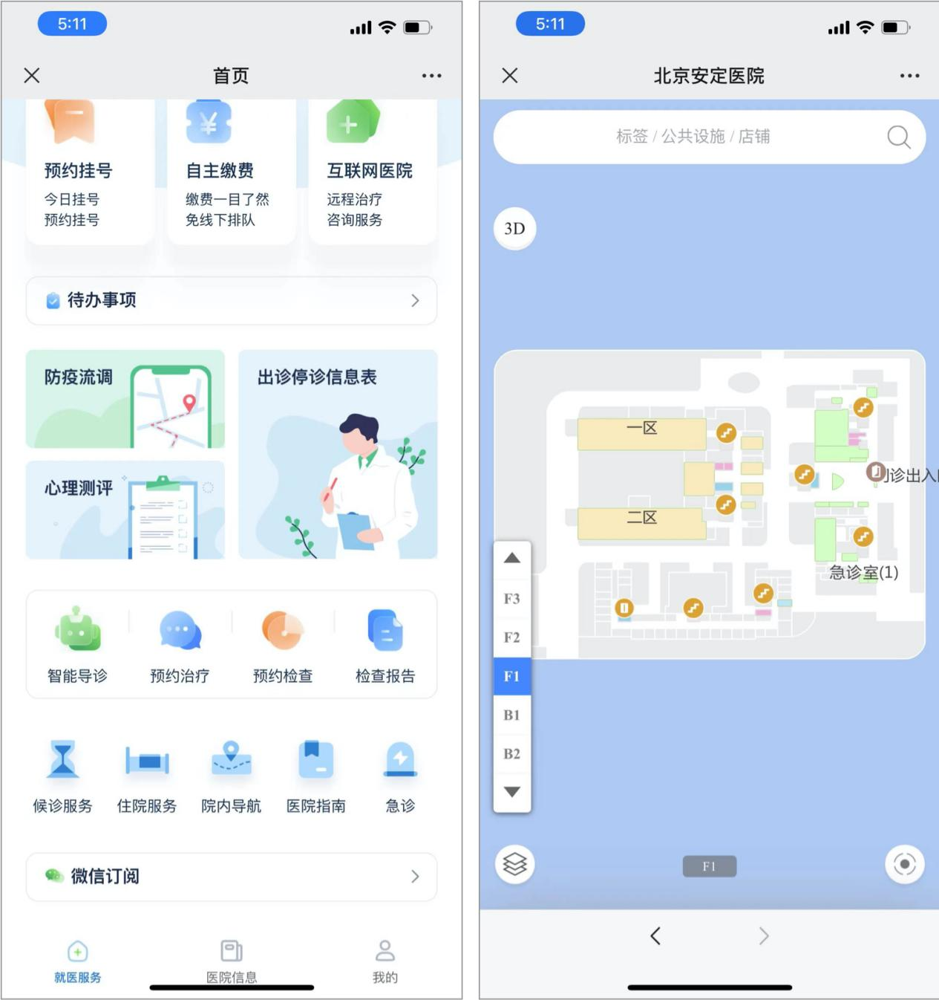 5:11
首页
预约挂号
今日挂号
预约挂号
自主缴费
缴费一目了然
免线下排队
互联网医院
远程治疗
咨询服务
待办事项
防疫流调
出诊停诊信息表
心理测评
智能导诊
预约治疗
预约检查
检查报告
候诊服务
住院服务
院内导航
医院指南
急诊
微信订阅
就医服务
医院信息
我的
5:11
北京安定医院
标签 / 公共设施 / 店铺
3D
一区
诊出入
二区
急诊室(1)
F3
F2
F1
B1
B2
F1